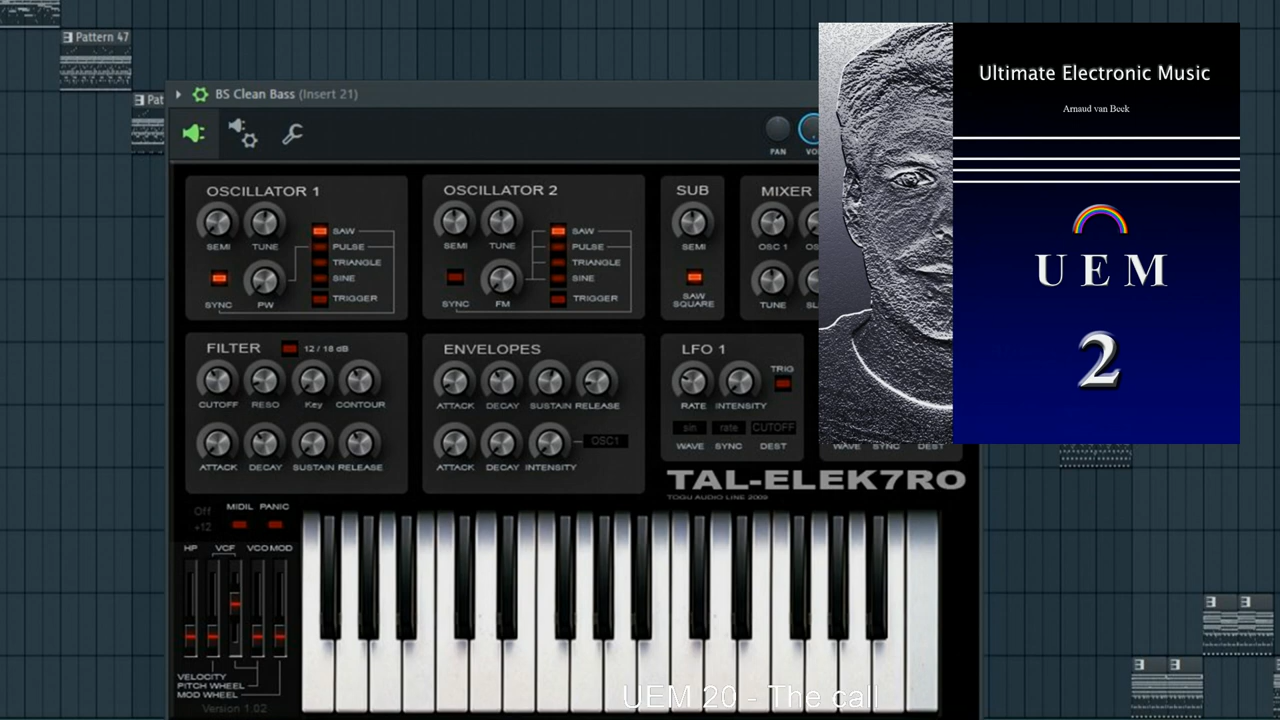 Pattern 47
Pat
BS Clean Bass (Insert 21)
PAN
VO
Ultimate Electronic Music
Arnaud van Beek
UEM
2
OSCILLATOR 1
SEMI TUNE
SAW
PULSE
TRIANGLE
SINE
TRIGGER
SYNC PW
OSCILLATOR 2
SEMI TUNE
SAW
PULSE
TRIANGLE
SINE
TRIGGER
SYNC FM
SUB
SEMI
SAW
SQUARE
MIXER
OSC 1 OS
TUNE SL
FILTER 12 / 18 dB
CUTOFF RESO Key CONTOUR
ATTACK DECAY SUSTAIN RELEASE
ENVELOPES
ATTACK DECAY SUSTAIN RELEASE
OSC1
ATTACK DECAY INTENSITY
LFO 1
TRIG
RATE INTENSITY
sin rate CUTOFF
WAVE SYNC DEST
WAVE SYNC DEST
TAL-ELEK7RO
TOGU AUDIO LINE 2009
Off
+12
MIDIL PANIC
HP VCF VCO MOD
VELOCITY
PITCH WHEEL
MOD WHEEL
Version 1.02
UEM 20 - The call